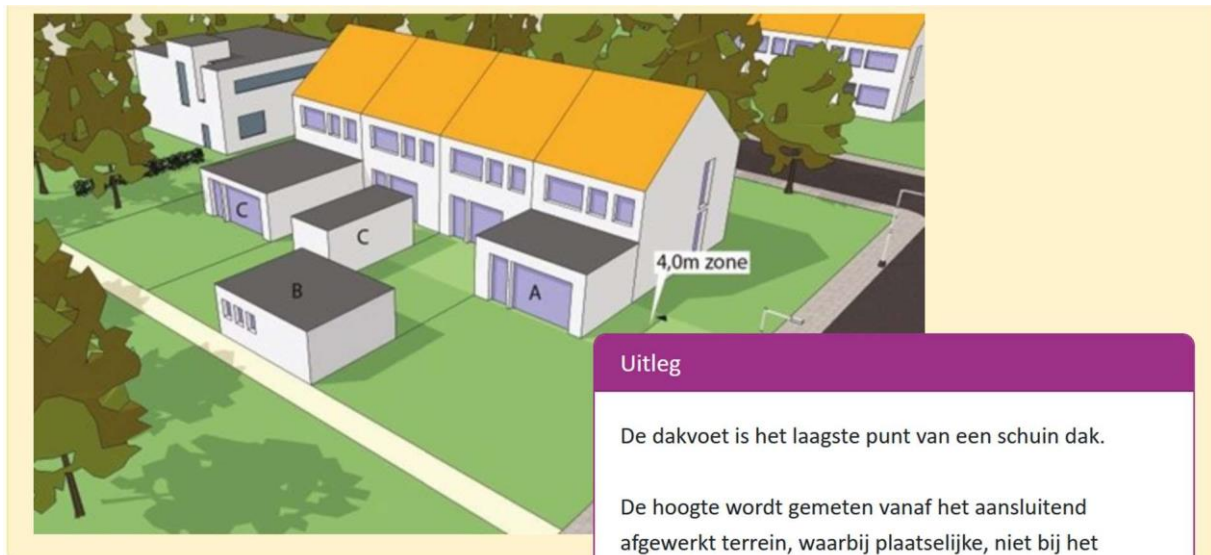 C
C
B
A
4,0m zone
Uitleg
De dakvoet is het laagste punt van een schuin dak.
De hoogte wordt gemeten vanaf het aansluitend
afgewerkt terrein, waarbij plaatselijke, niet bij het